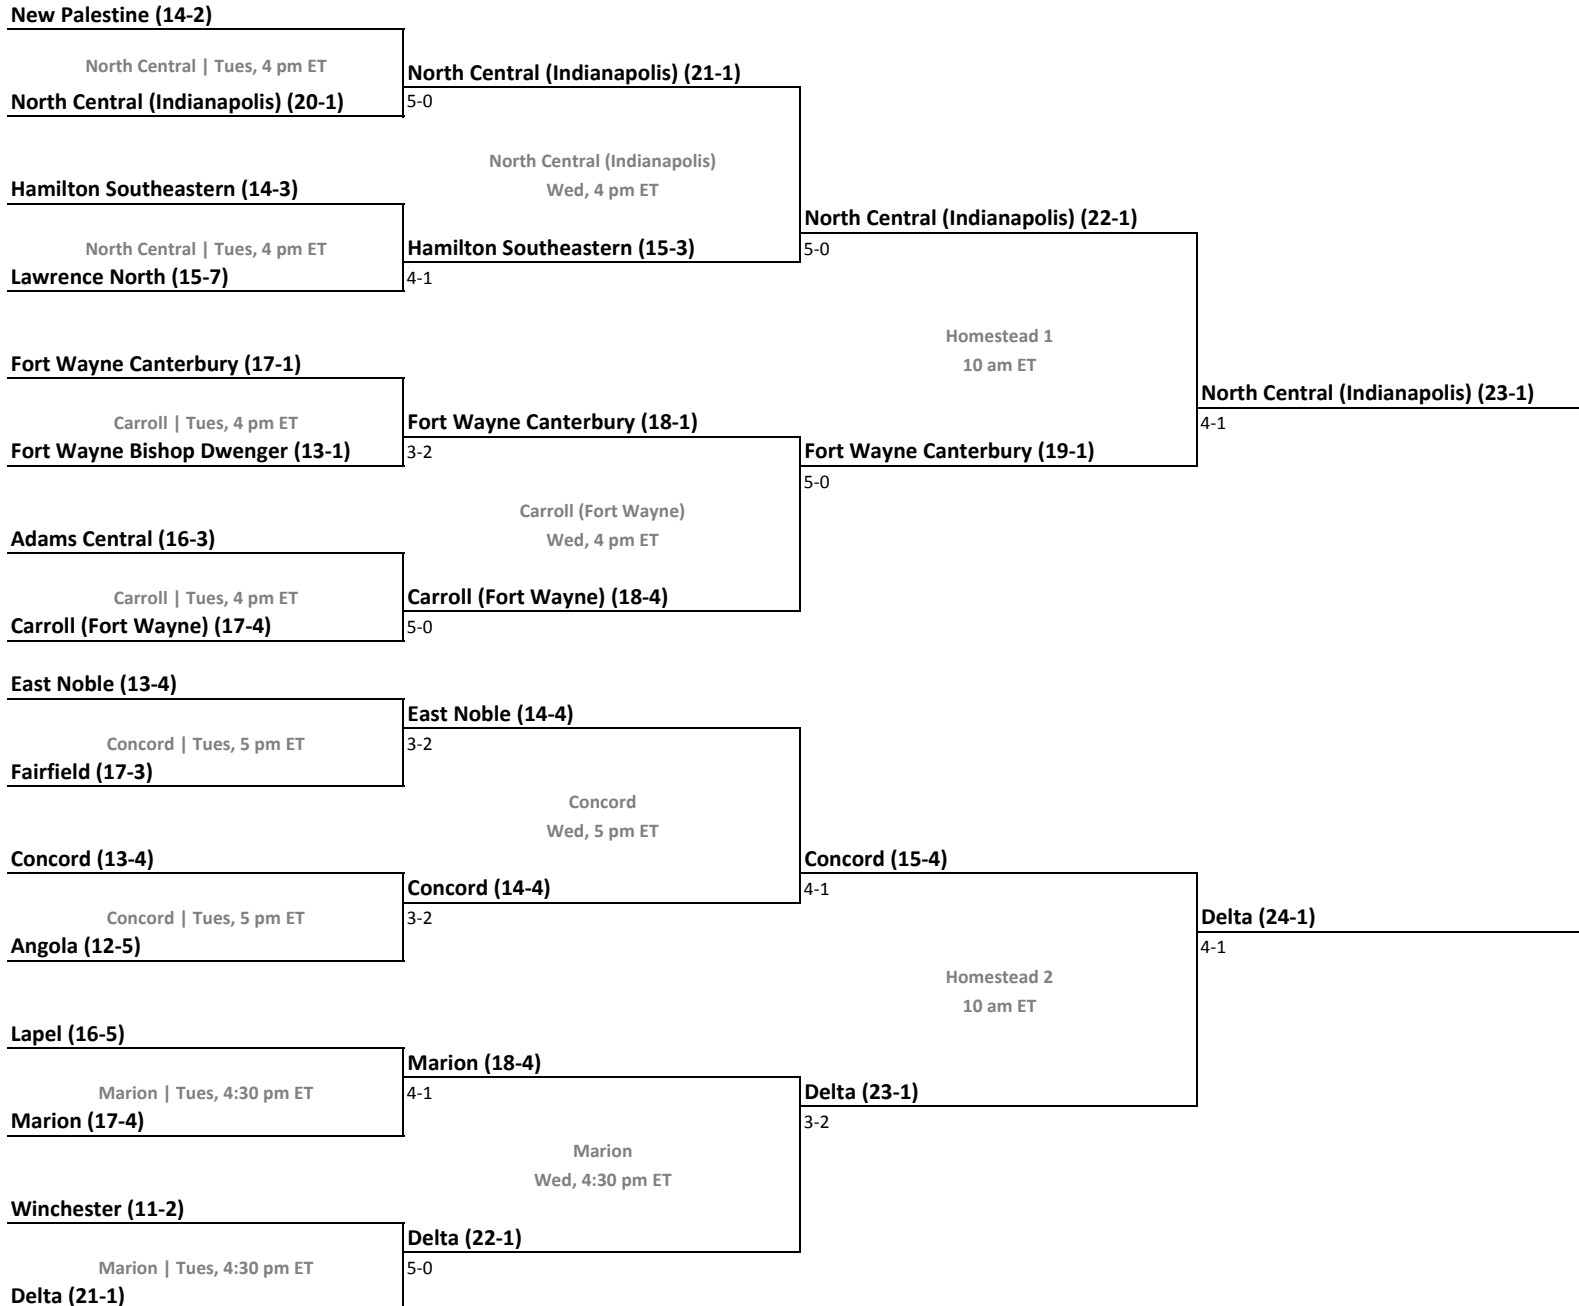 New Palestine (14-2)
North Central | Tues, 4 pm ET
North Central (Indianapolis) (20-1)
Hamilton Southeastern (14-3)
North Central | Tues, 4 pm ET
Lawrence North (15-7)
Fort Wayne Canterbury (17-1)
Carroll | Tues, 4 pm ET
Fort Wayne Bishop Dwenger (13-1)
Adams Central (16-3)
Carroll | Tues, 4 pm ET
Carroll (Fort Wayne) (17-4)
East Noble (13-4)
Concord | Tues, 5 pm ET
Fairfield (17-3)
Concord (13-4)
Concord | Tues, 5 pm ET
Angola (12-5)
Lapel (16-5)
Marion | Tues, 4:30 pm ET
Marion (17-4)
Winchester (11-2)
Marion | Tues, 4:30 pm ET
Delta (21-1)
North Central (Indianapolis) (21-1)
5-0
North Central (Indianapolis)
Wed, 4 pm ET
Hamilton Southeastern (15-3)
4-1
Fort Wayne Canterbury (18-1)
3-2
Carroll (Fort Wayne)
Wed, 4 pm ET
Carroll (Fort Wayne) (18-4)
5-0
East Noble (14-4)
3-2
Concord
Wed, 5 pm ET
Concord (14-4)
3-2
Marion (18-4)
4-1
Marion
Wed, 4:30 pm ET
Delta (22-1)
5-0
North Central (Indianapolis) (22-1)
5-0
Homestead 1
10 am ET
Fort Wayne Canterbury (19-1)
5-0
Concord (15-4)
4-1
Homestead 2
10 am ET
Delta (23-1)
3-2
North Central (Indianapolis) (23-1)
4-1
Delta (24-1)
4-1